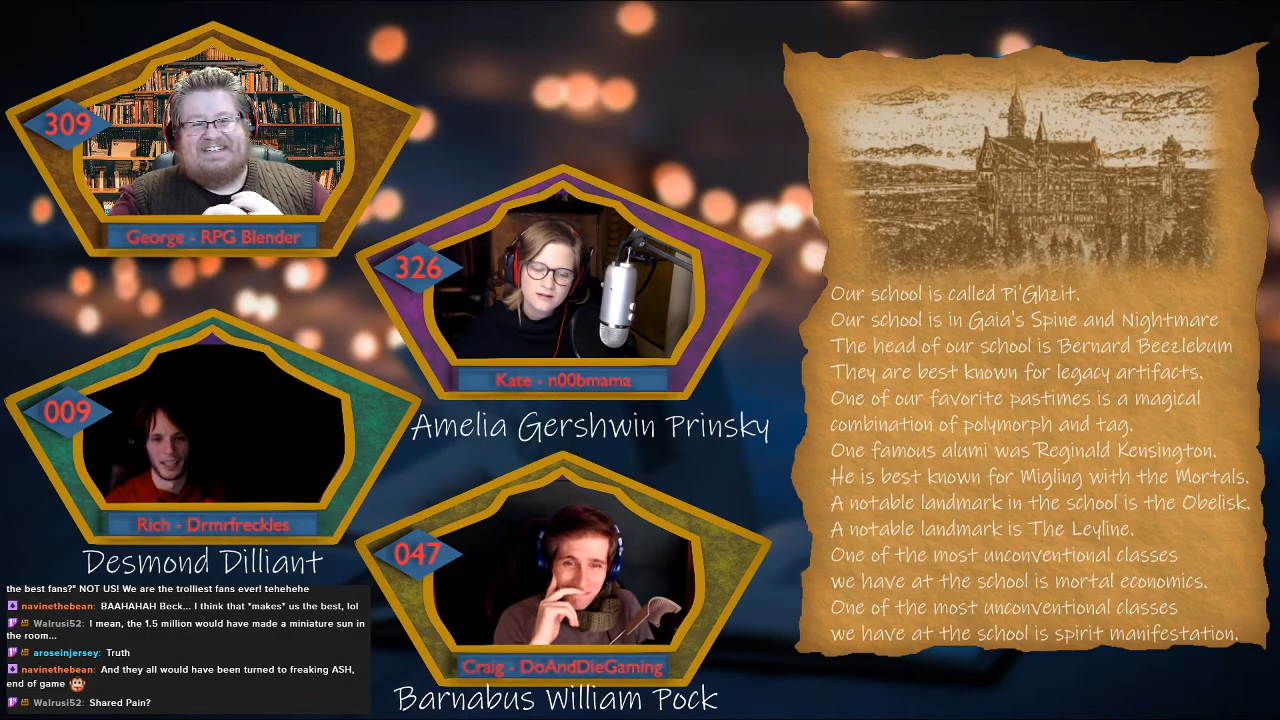 309
George - RPG Blender
326
Kate - n00bmama
Amelia Gershwin Prinsky
009
Rich - Drmrfreckles
Desmond Dilliant
047
Craig - DoAndDieGaming
Barnabus William Pock
the best fans?" NOT US! We are the trolliest fans ever! tehehehe
navinethebean: BAAHAHAH Beck... I think that *makes* us the best, lol
Walrusi52: I mean, the 1.5 million would have made a miniature sun in
the room...
aroseinjersey: Truth
navinethebean: And they all would have been turned to freaking ASH,
end of game
Walrusi52: Shared Pain?
Our school is called Pi'Ghzit.
Our school is in Gaia's Spine and Nightmare
The head of our school is Bernard Beezlebum
They are best known for legacy artifacts.
One of our favorite pastimes is a magical
combination of polymorph and tag.
One famous alumi was Reginald Kensington.
He is best known for Migling with the Mortals.
A notable landmark in the school is the Obelisk.
A notable landmark is The Leyline.
One of the most unconventional classes
we have at the school is mortal economics.
One of the most unconventional classes
we have at the school is spirit manifestation.